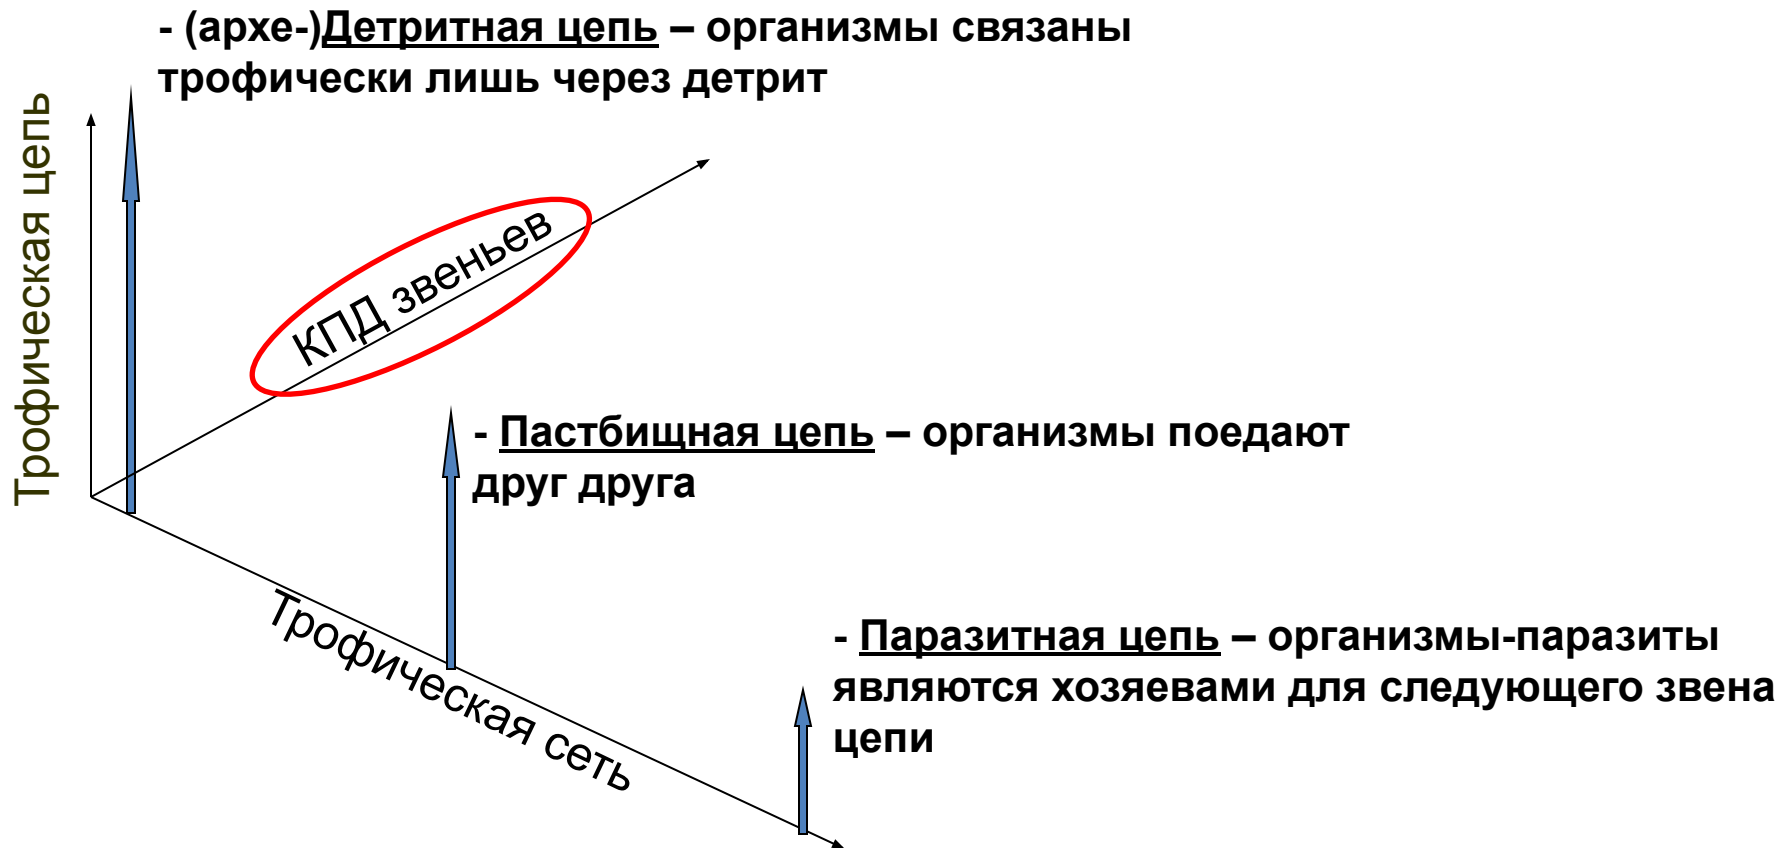 - (архе-)Детритная цепь – организмы связаны
трофически лишь через детрит
Трофическая цепь
КПД звеньев
- Пастбищная цепь – организмы поедают
друг друга
Трофическая сеть
- Паразитная цепь – организмы-паразиты
являются хозяевами для следующего звена
цепи